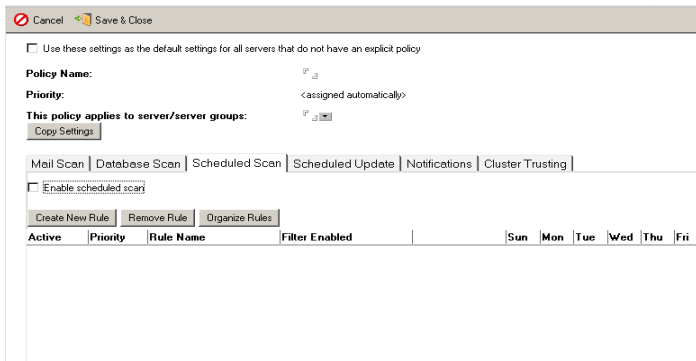 Cancel Save & Close
Use these settings as the default settings for all servers that do not have an explicit policy
Policy Name:
Priority: <assigned automatically>
This policy applies to server/server groups:
Copy Settings
Mail Scan Database Scan Scheduled Scan Scheduled Update Notifications Cluster Trusting
Enable scheduled scan
Create New Rule Remove Rule Organize Rules
Active Priority Rule Name Filter Enabled Sun Mon Tue Wed Thu Fri